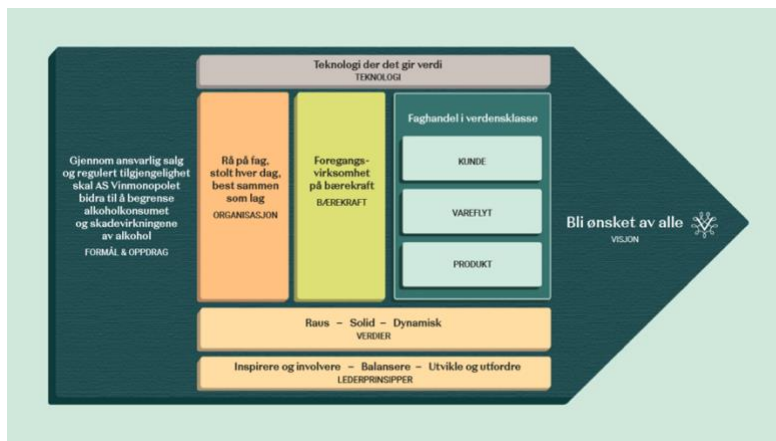 Gjennom ansvarlig salg
og regulert tilgjengelighet
skal AS Vinmonopolet
bidra til å begrense
alkoholkonsumet
og skadevirkningene
av alkohol
FORMÅL & OPPDRAG
Teknologi der det gir verdi
TEKNOLOGI
Rå på fag,
stolt hver dag,
best sammen
som lag
ORGANISASJON
Foregangs-
virksomhet
på bærekraft
BÆREKRAFT
Faghandel i verdensklasse
KUNDE
VAREFLYT
PRODUKT
Raus – Solid – Dynamisk
VERDIER
Inspirere og involvere – Balansere – Utvikle og utfordre
LEDERPRINSIPPER
Bli ønsket av alle
VISJON